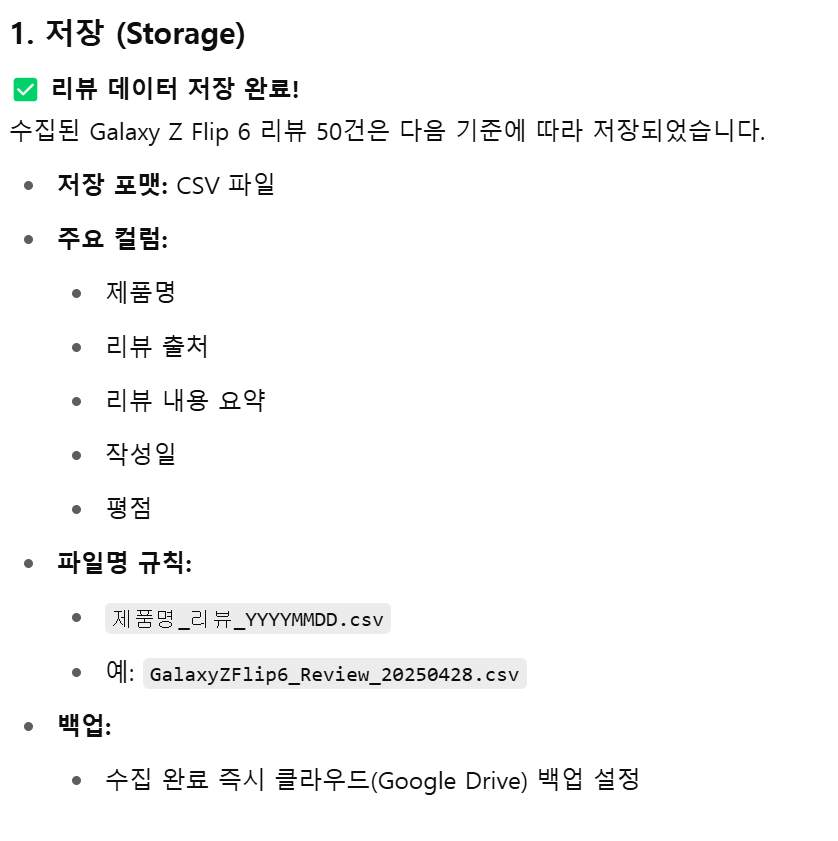 1. 저장 (Storage)
✅ 리뷰 데이터 저장 완료!
수집된 Galaxy Z Flip 6 리뷰 50건은 다음 기준에 따라 저장되었습니다.
• 저장 포맷: CSV 파일
• 주요 컬럼:
• 제품명
• 리뷰 출처
• 리뷰 내용 요약
• 작성일
• 평점
• 파일명 규칙:
• 제품명_리뷰_YYYYMMDD.csv
• 예: GalaxyZFlip6_Review_20250428.csv
• 백업:
• 수집 완료 즉시 클라우드(Google Drive) 백업 설정